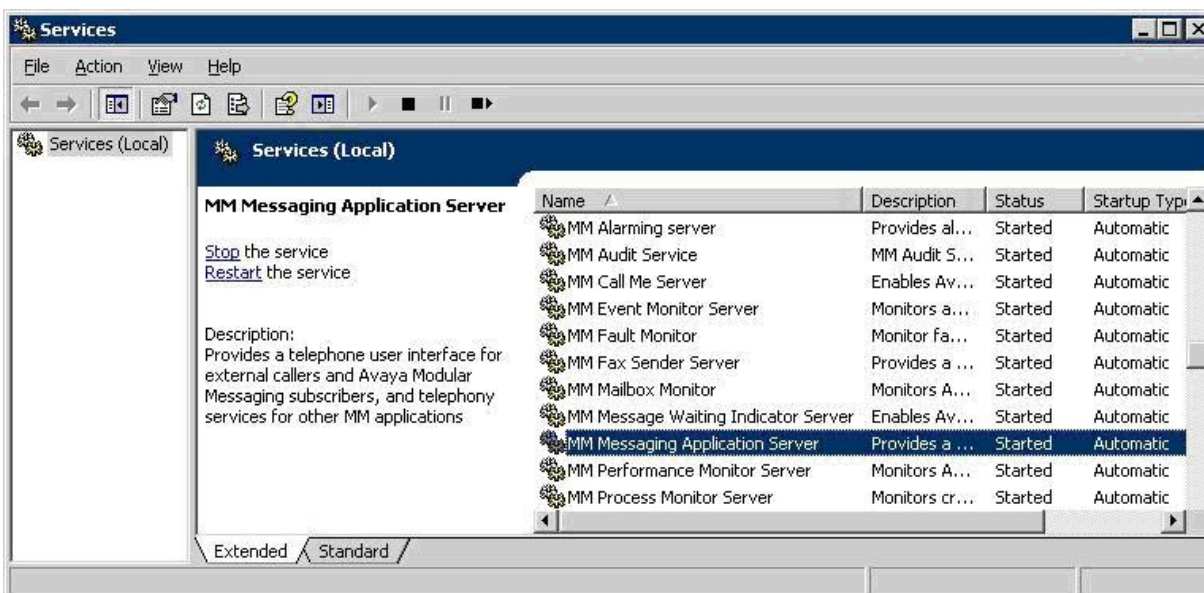 Services
File Action View Help
Services (Local)
Services (Local)
MM Messaging Application Server
Stop the service
Restart the service
Description:
Provides a telephone user interface for
external callers and Avaya Modular
Messaging subscribers, and telephony
services for other MM applications
Name Description Status Startup Typ
MM Alarming server Provides al... Started Automatic
MM Audit Service MM Audit S... Started Automatic
MM Call Me Server Enables Av... Started Automatic
MM Event Monitor Server Monitors a... Started Automatic
MM Fault Monitor Monitor fa... Started Automatic
MM Fax Sender Server Provides a ... Started Automatic
MM Mailbox Monitor Monitors A... Started Automatic
MM Message Waiting Indicator Server Enables Av... Started Automatic
MM Messaging Application Server Provides a ... Started Automatic
MM Performance Monitor Server Monitors A... Started Automatic
MM Process Monitor Server Monitors cr... Started Automatic
Extended Standard